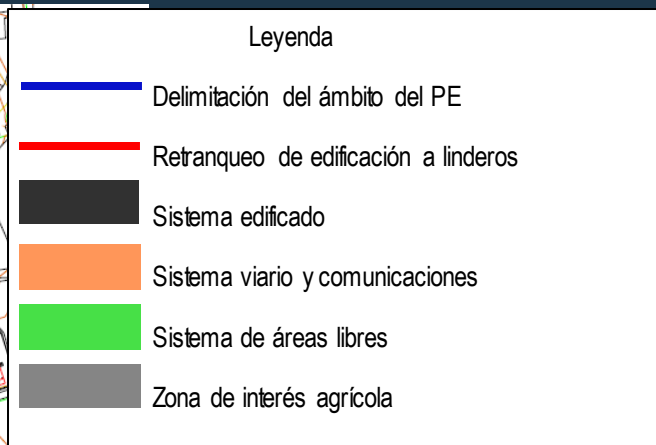 Leyenda
Delimitación del ámbito del PE
Retranqueo de edificación a linderos
Sistema edificado
Sistema viario y comunicaciones
Sistema de áreas libres
Zona de interés agrícola